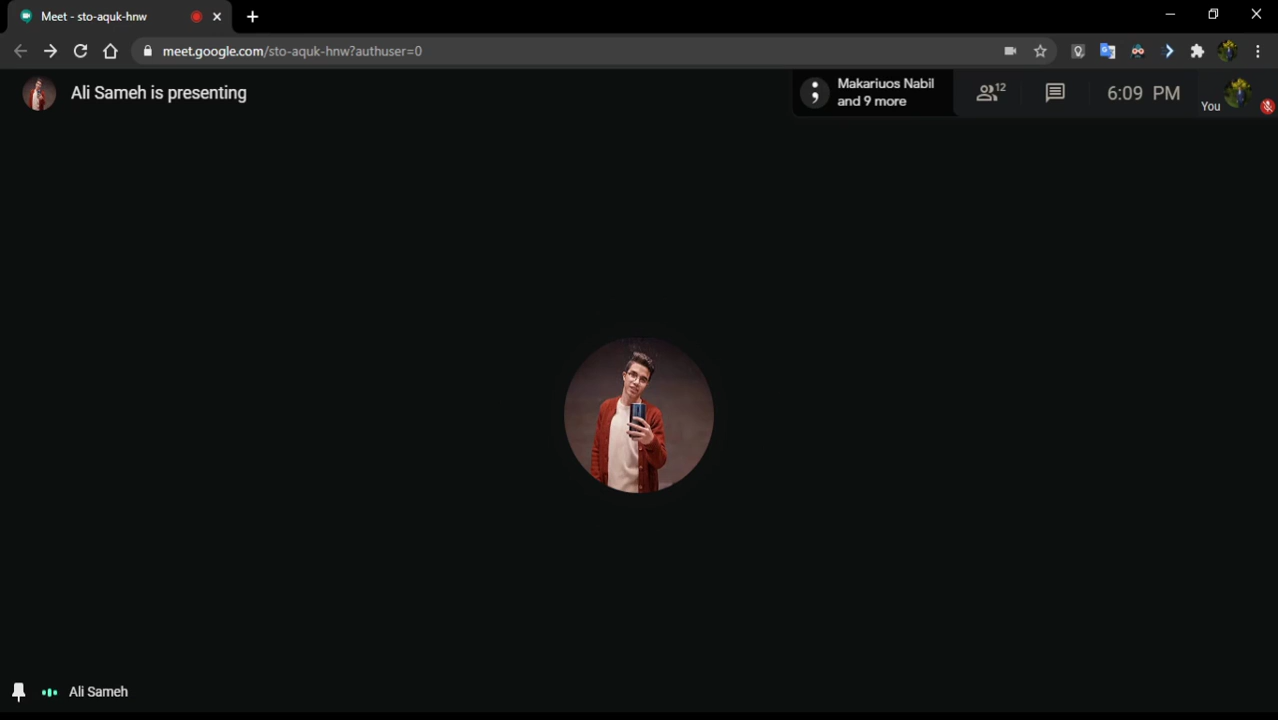 Meet - sto-aquk-hnw
meet.google.com/sto-aquk-hnw?authuser=0
Ali Sameh is presenting
Makariuos Nabil
and 9 more
12
6:09 PM
You
Ali Sameh